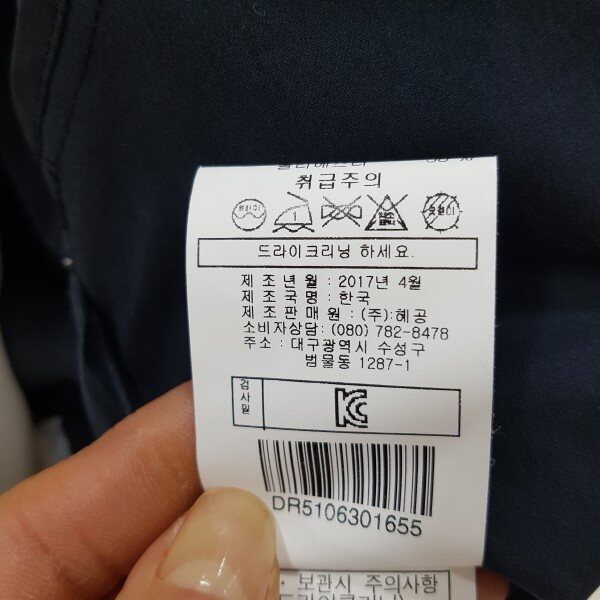 취급주의
드라이
드라이크리닝 하세요.
제 조 년 월 : 2017년 4월
제 조 국 명 : 한국
제 조 판 매 원 : (주):혜공
소비자상담: (080) 782-8478
주소 : 대구광역시 수성구
범물동 1287-1
검사필
DR5106301655
· 보관시 주의사항